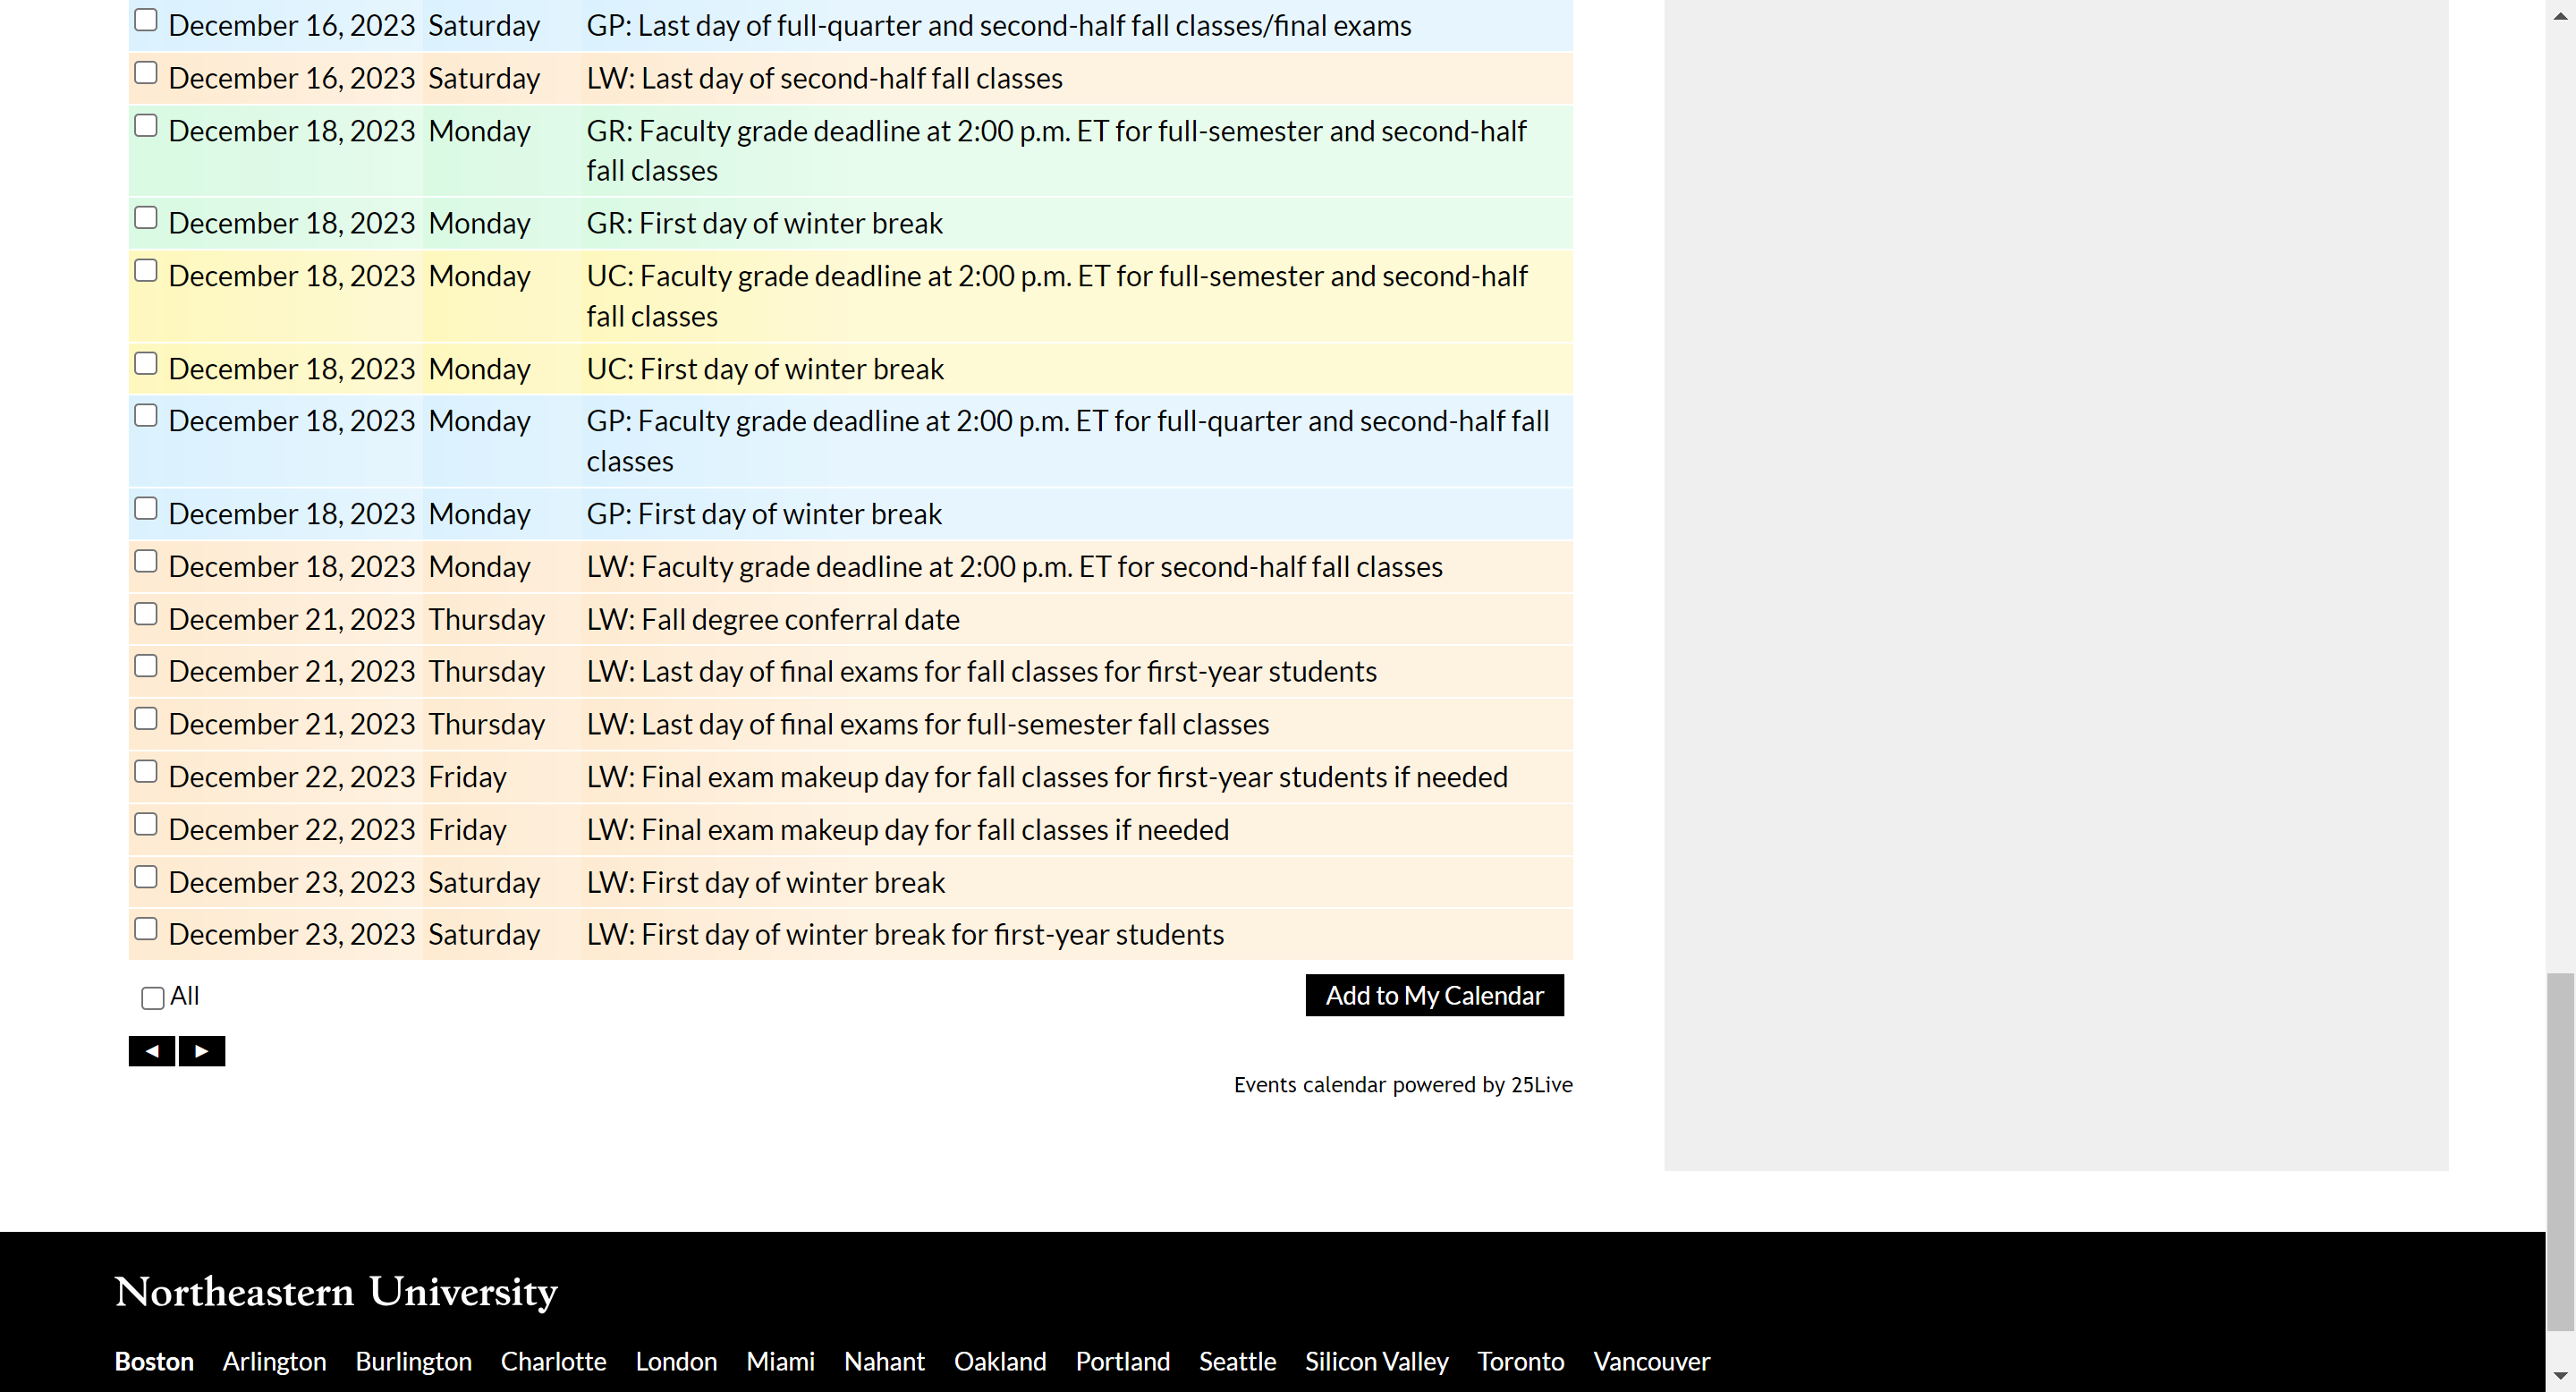 December 16, 2023 Saturday GP: Last day of full-quarter and second-half fall classes/final exams
December 16, 2023 Saturday LW: Last day of second-half fall classes
December 18, 2023 Monday GR: Faculty grade deadline at 2:00 p.m. ET for full-semester and second-half
fall classes
December 18, 2023 Monday GR: First day of winter break
December 18, 2023 Monday UC: Faculty grade deadline at 2:00 p.m. ET for full-semester and second-half
fall classes
December 18, 2023 Monday UC: First day of winter break
December 18, 2023 Monday GP: Faculty grade deadline at 2:00 p.m. ET for full-quarter and second-half fall
classes
December 18, 2023 Monday GP: First day of winter break
December 18, 2023 Monday LW: Faculty grade deadline at 2:00 p.m. ET for second-half fall classes
December 21, 2023 Thursday LW: Fall degree conferral date
December 21, 2023 Thursday LW: Last day of final exams for fall classes for first-year students
December 21, 2023 Thursday LW: Last day of final exams for full-semester fall classes
December 22, 2023 Friday LW: Final exam makeup day for fall classes for first-year students if needed
December 22, 2023 Friday LW: Final exam makeup day for fall classes if needed
December 23, 2023 Saturday LW: First day of winter break
December 23, 2023 Saturday LW: First day of winter break for first-year students
All Add to My Calendar
Events calendar powered by 25Live
Northeastern University
Boston Arlington Burlington Charlotte London Miami Nahant Oakland Portland Seattle Silicon Valley Toronto Vancouver